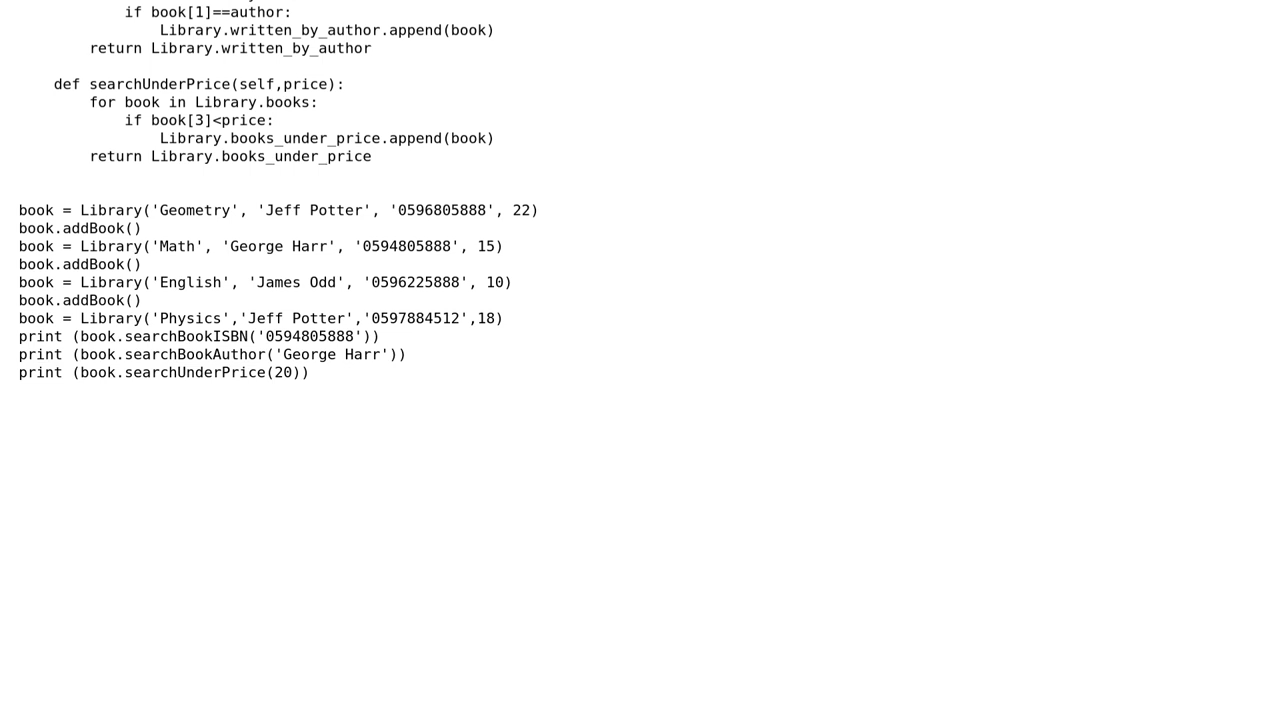 if book[1]==author:
Library.written_by_author.append(book)
return Library.written_by_author
def searchUnderPrice(self,price):
for book in Library.books:
if book[3]<price:
Library.books_under_price.append(book)
return Library.books_under_price
book = Library('Geometry', 'Jeff Potter', '0596805888', 22)
book.addBook()
book = Library('Math', 'George Harr', '0594805888', 15)
book.addBook()
book = Library('English', 'James Odd', '0596225888', 10)
book.addBook()
book = Library('Physics','Jeff Potter','0597884512',18)
print (book.searchBookISBN('0594805888'))
print (book.searchBookAuthor('George Harr'))
print (book.searchUnderPrice(20))